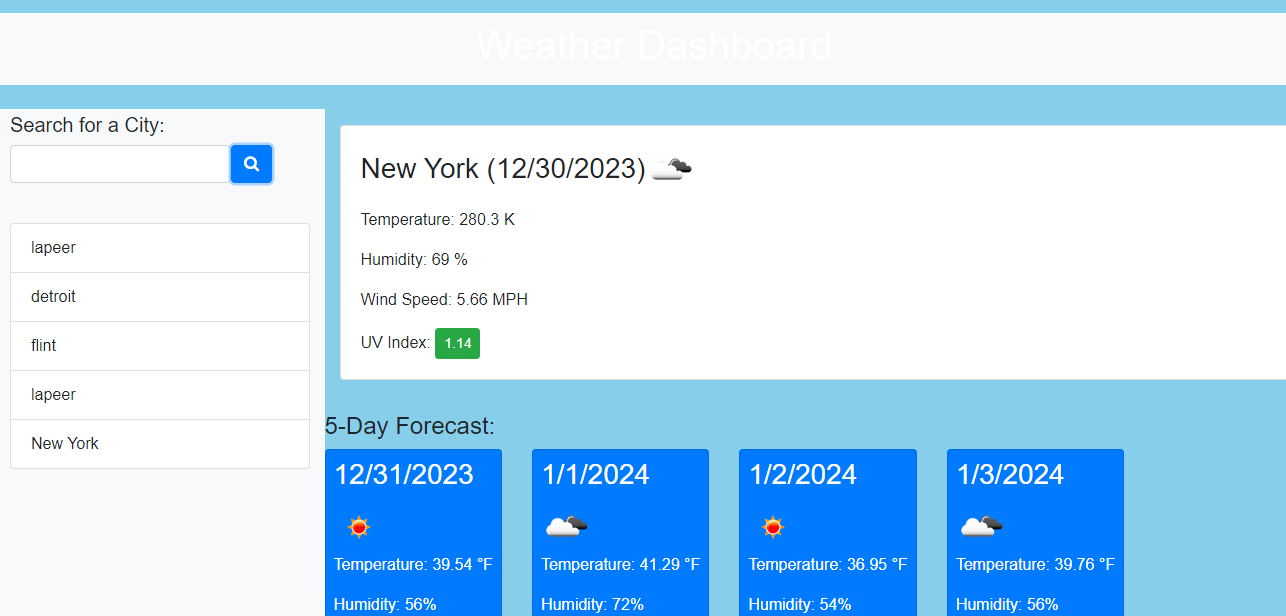 Weather Dashboard
Search for a City:
lapeer
detroit
flint
lapeer
New York
New York (12/30/2023)
Temperature: 280.3 K
Humidity: 69 %
Wind Speed: 5.66 MPH
UV Index: 1.14
5-Day Forecast:
12/31/2023
Temperature: 39.54 °F
Humidity: 56%
1/1/2024
Temperature: 41.29 °F
Humidity: 72%
1/2/2024
Temperature: 36.95 °F
Humidity: 54%
1/3/2024
Temperature: 39.76 °F
Humidity: 56%